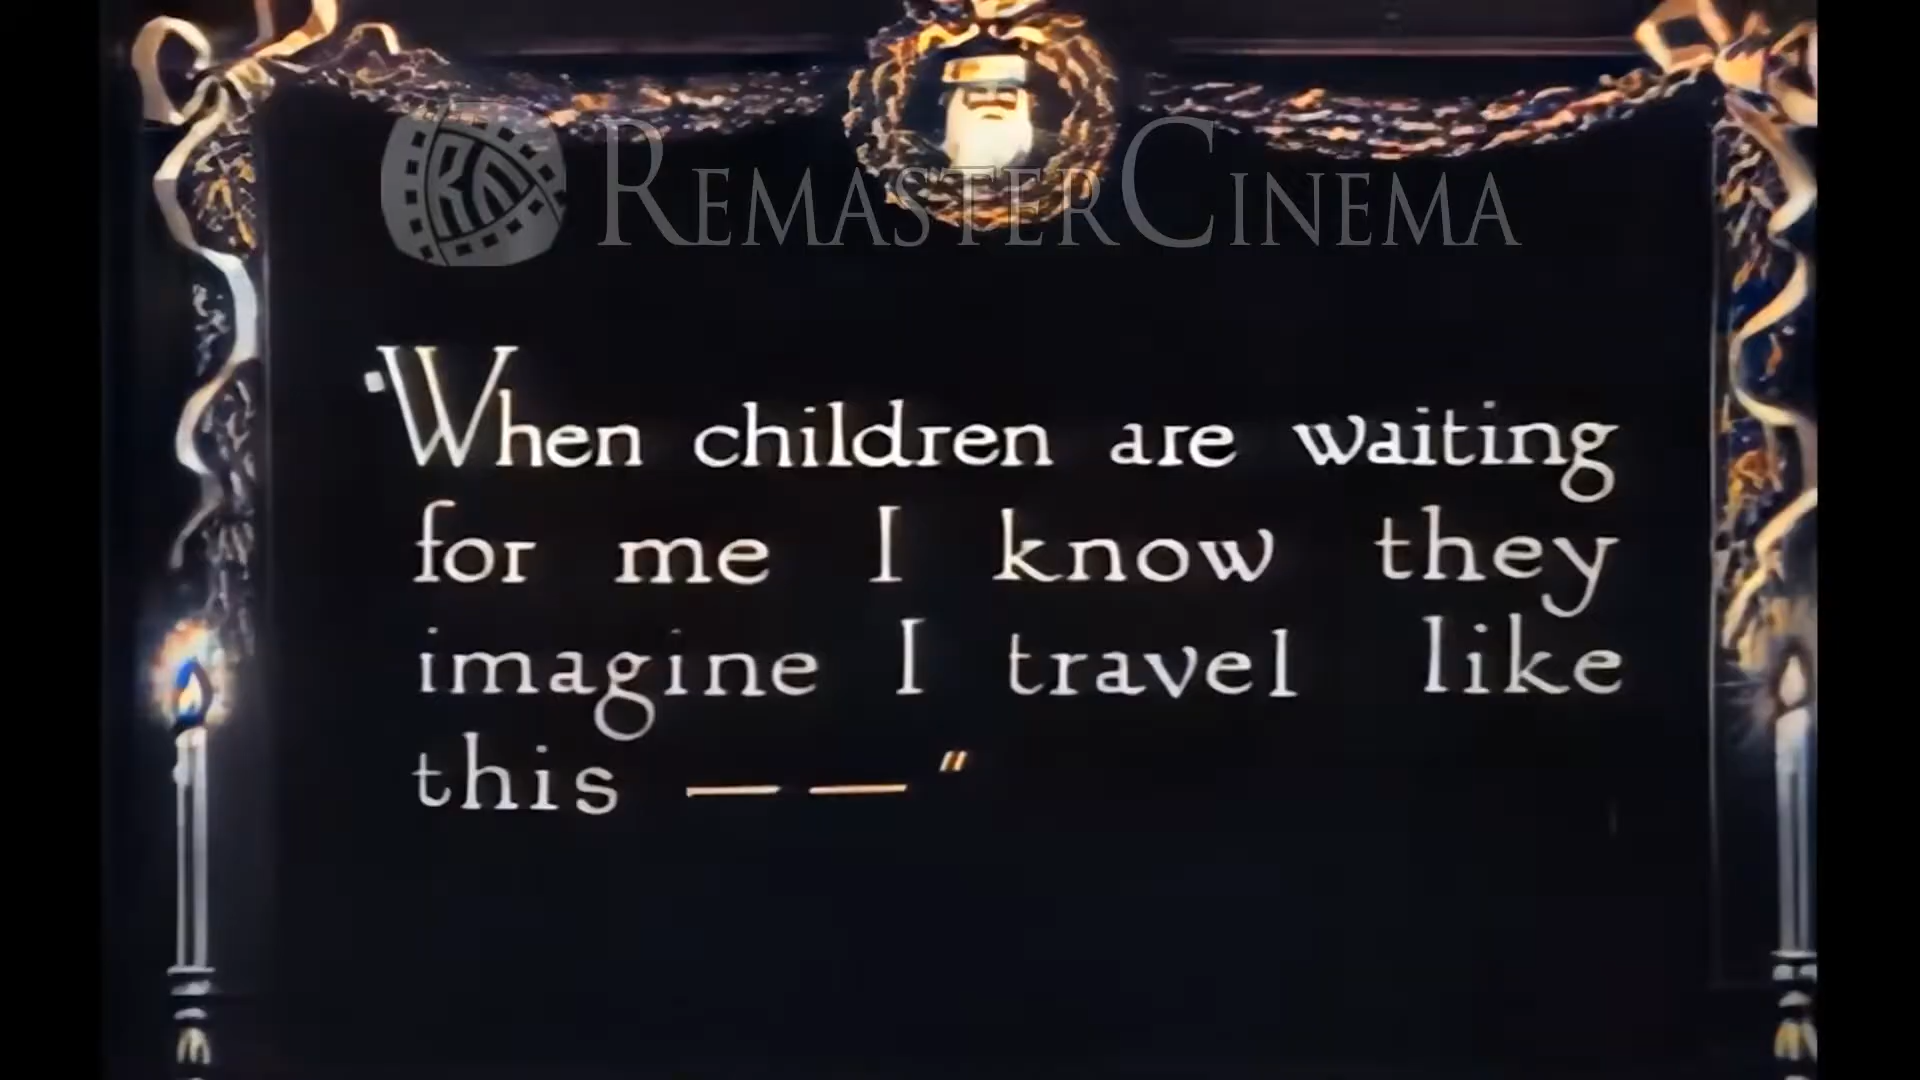 REMASTERCINEMA
"When children are waiting
for me I know they
imagine I travel like
this — — "